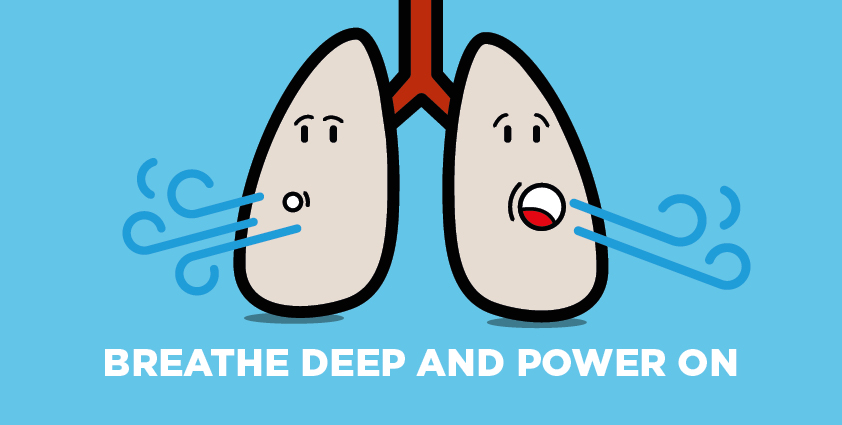 BREATHE DEEP AND POWER ON